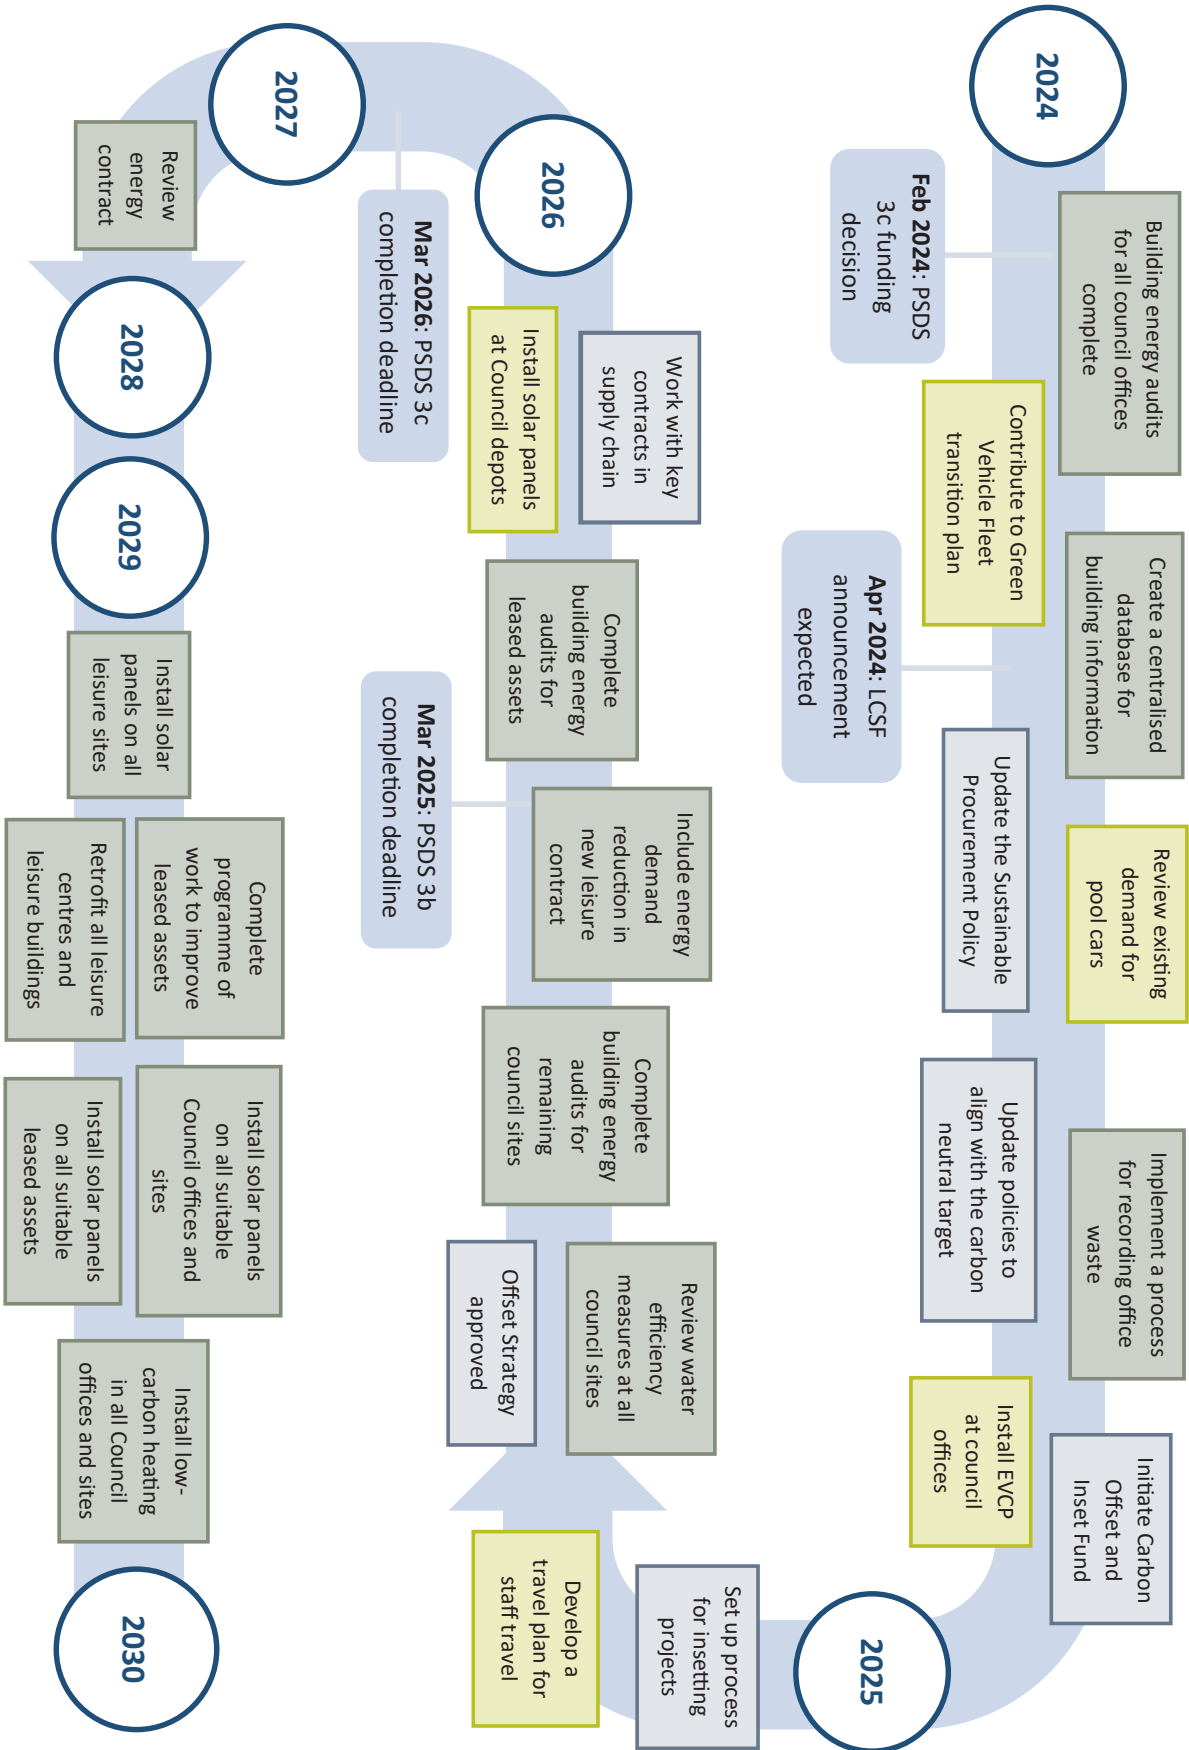 2024
Building energy audits
for all council offices
complete
Feb 2024: PSDS
3c funding
decision
Contribute to Green
Vehicle Fleet
transition plan
Create a centralised
database for
building information
Apr 2024: LCSF
announcement
expected
Update the Sustainable
Procurement Policy
Review existing
demand for
pool cars
Update policies to
align with the carbon
neutral target
Implement a process
for recording office
waste
Install EVCP
at council
offices
Initiate Carbon
Offset and
Inset Fund
2025
Set up process
for insetting
projects
Develop a
travel plan for
staff travel
Review water
efficiency
measures at all
council sites
Offset Strategy
approved
Complete
building energy
audits for
remaining
council sites
Include energy
demand
reduction in
new leisure
contract
Mar 2025: PSDS 3b
completion deadline
Complete
building energy
audits for
leased assets
Work with key
contracts in
supply chain
Install solar panels
at Council depots
2026
Mar 2026: PSDS 3c
completion deadline
2027
Review
energy
contract
2028
2029
Install solar
panels on all
leisure sites
Complete
programme of
work to improve
leased assets
Retrofit all leisure
centres and
leisure buildings
Install solar panels
on all suitable
Council offices and
sites
Install solar panels
on all suitable
leased assets
Install low-
carbon heating
in all Council
offices and sites
2030